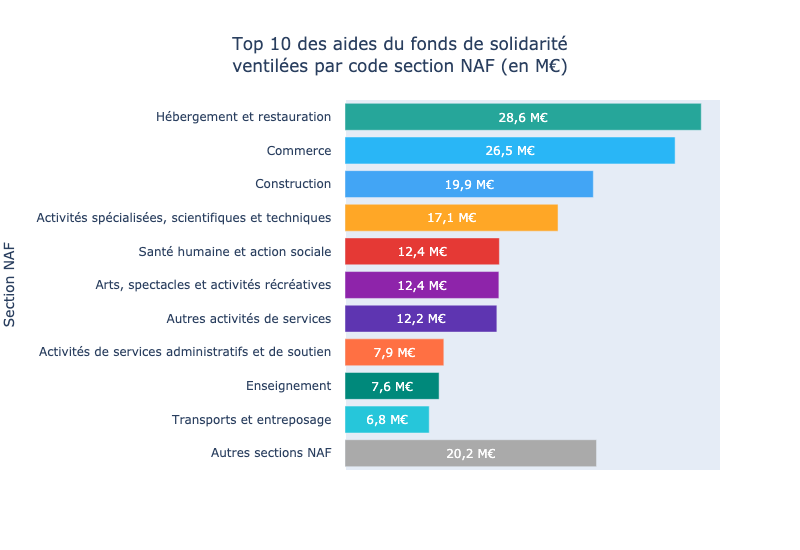 Top 10 des aides du fonds de solidarité
ventilées par code section NAF (en M€)
Section NAF
Hébergement et restauration 28,6 M€
Commerce 26,5 M€
Construction 19,9 M€
Activités spécialisées, scientifiques et techniques 17,1 M€
Santé humaine et action sociale 12,4 M€
Arts, spectacles et activités récréatives 12,4 M€
Autres activités de services 12,2 M€
Activités de services administratifs et de soutien 7,9 M€
Enseignement 7,6 M€
Transports et entreposage 6,8 M€
Autres sections NAF 20,2 M€